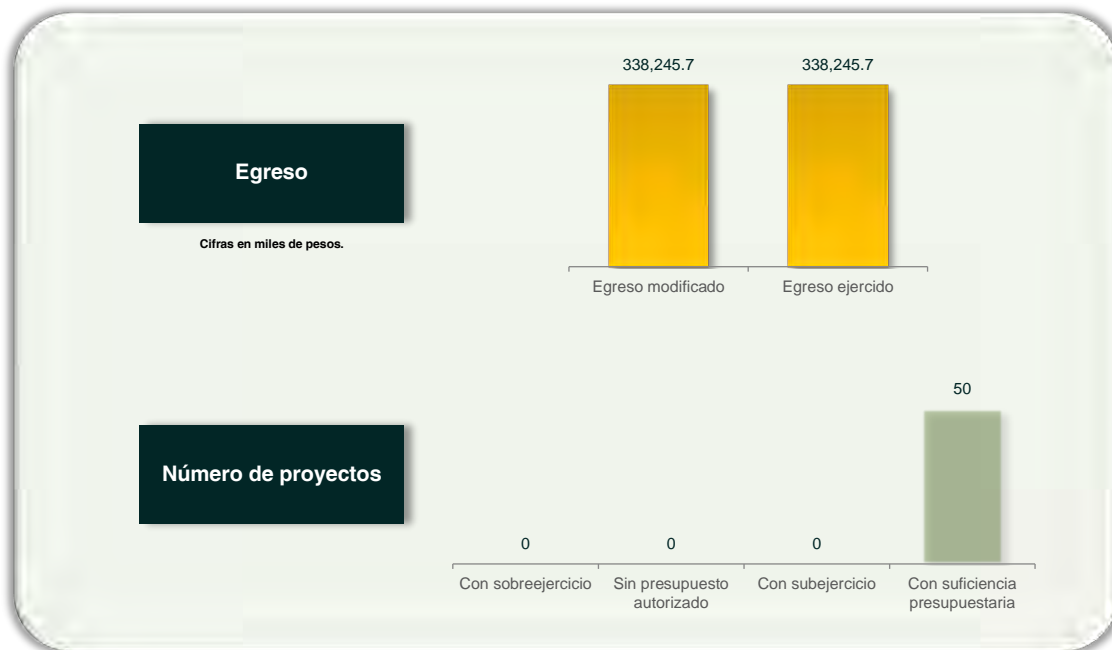 338,245.7
338,245.7
Egreso
Cifras en miles de pesos.
Egreso modificado
Egreso ejercido
50
Número de proyectos
0
0
0
Con sobreejercicio
Sin presupuesto
autorizado
Con subejercicio
Con suficiencia
presupuestaria